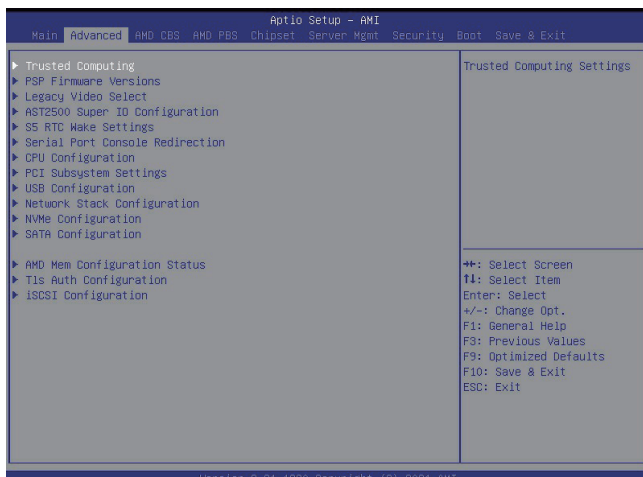 Aptio Setup – AMI
Main Advanced AMD CBS AMD PBS Chipset Server Mgmt Security Boot Save & Exit
Trusted Computing
PSP Firmware Versions
Legacy Video Select
AST2500 Super IO Configuration
S5 RTC Wake Settings
Serial Port Console Redirection
CPU Configuration
PCI Subsystem Settings
USB Configuration
Network Stack Configuration
NVMe Configuration
SATA Configuration
AMD Mem Configuration Status
Tls Auth Configuration
iSCSI Configuration
Trusted Computing Settings
→←: Select Screen
↑↓: Select Item
Enter: Select
+/-: Change Opt.
F1: General Help
F3: Previous Values
F9: Optimized Defaults
F10: Save & Exit
ESC: Exit